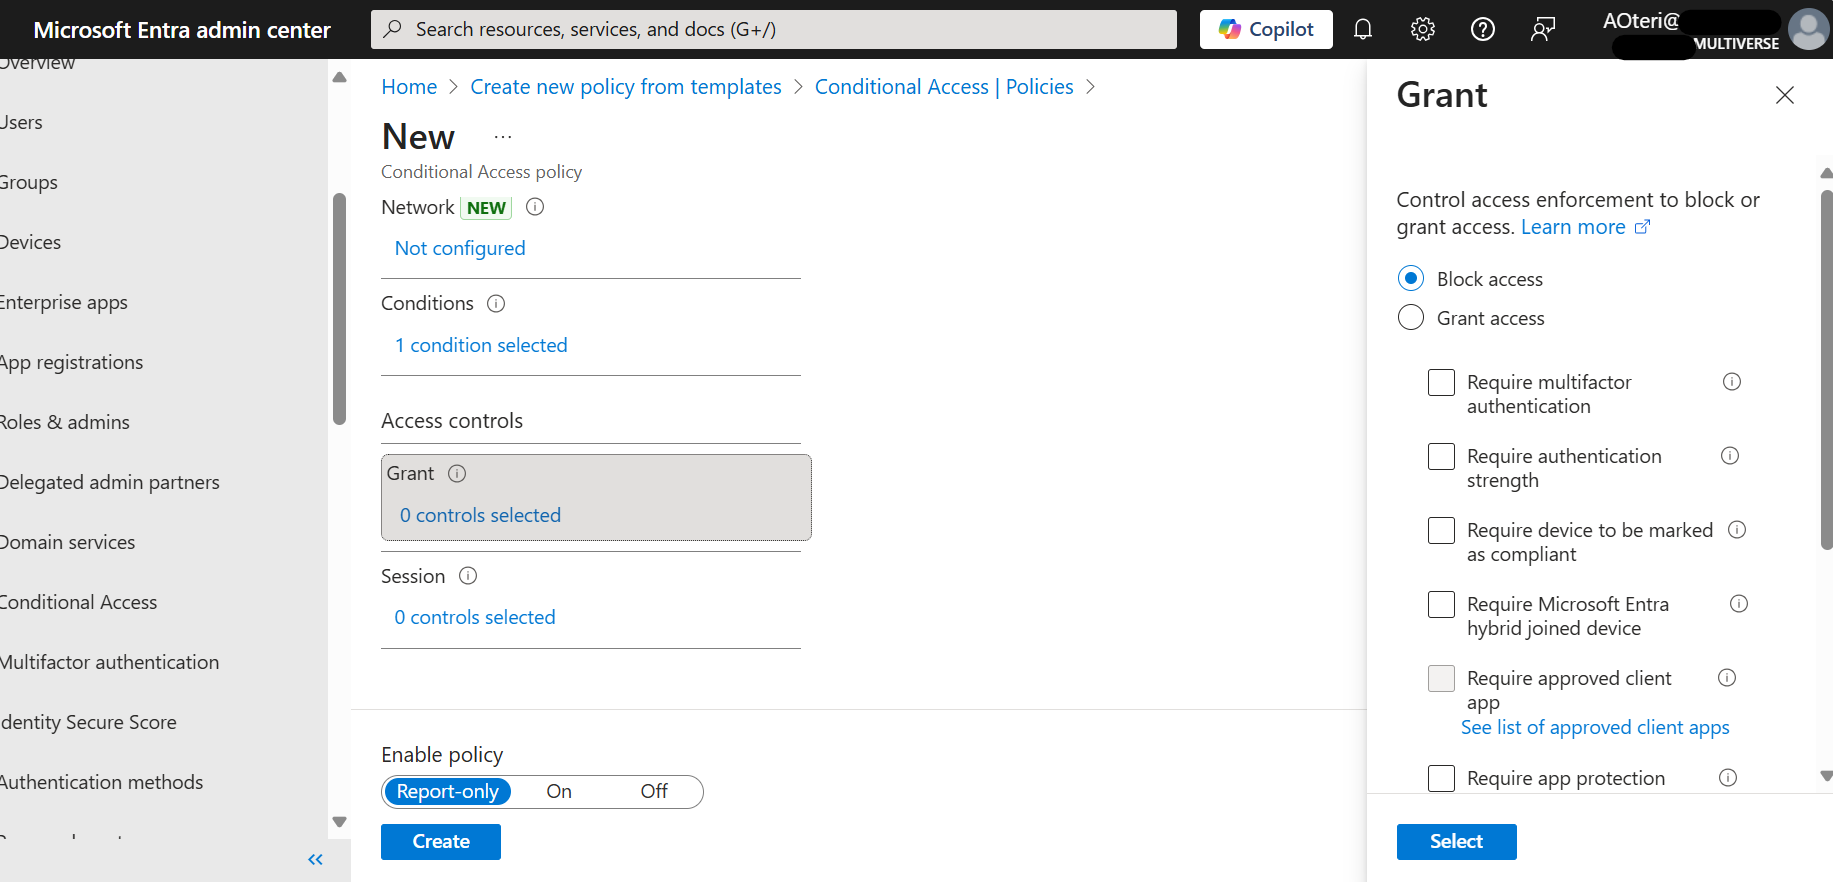 Microsoft Entra admin center
Search resources, services, and docs (G+/)
Copilot
AOteri@
MULTIVERSE
Overview
Users
Groups
Devices
Enterprise apps
App registrations
Roles & admins
Delegated admin partners
Domain services
Conditional Access
Multifactor authentication
Identity Secure Score
Authentication methods
Home > Create new policy from templates > Conditional Access | Policies >
New ...
Conditional Access policy
Network NEW
Not configured
Conditions
1 condition selected
Access controls
Grant
0 controls selected
Session
0 controls selected
Enable policy
Report-only On Off
Create
Grant
Control access enforcement to block or
grant access. Learn more
Block access
Grant access
Require multifactor
authentication
Require authentication
strength
Require device to be marked
as compliant
Require Microsoft Entra
hybrid joined device
Require approved client
app
See list of approved client apps
Require app protection
Select